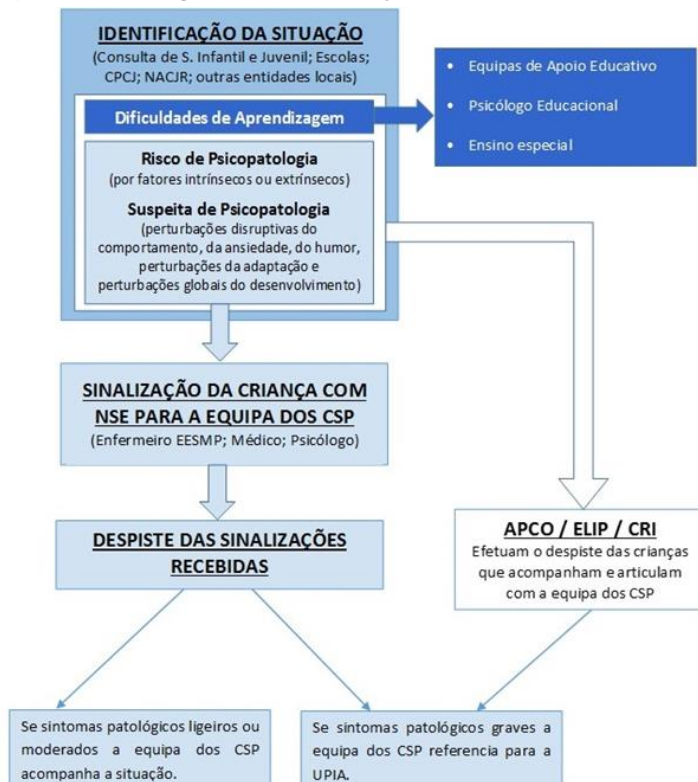 IDENTIFICAÇÃO DA SITUAÇÃO
(Consulta de S. Infantil e Juvenil; Escolas;
CPCJ; NACJR; outras entidades locais)
Dificuldades de Aprendizagem
• Equipas de Apoio Educativo
• Psicólogo Educacional
• Ensino especial
Risco de Psicopatologia
(por fatores intrínsecos ou extrínsecos)
Suspeita de Psicopatologia
(perturbações disruptivas do
comportamento, da ansiedade, do humor,
perturbações da adaptação e
perturbações globais do desenvolvimento)
SINALIZAÇÃO DA CRIANÇA COM
NSE PARA A EQUIPA DOS CSP
(Enfermeiro EESMP; Médico; Psicólogo)
DESPISTE DAS SINALIZAÇÕES
RECEBIDAS
APCO / ELIP / CRI
Efetuam o despiste das crianças
que acompanham e articulam
com a equipa dos CSP
Se sintomas patológicos ligeiros ou
moderados a equipa dos CSP
acompanha a situação.
Se sintomas patológicos graves a
equipa dos CSP referencia para a
UPIA.